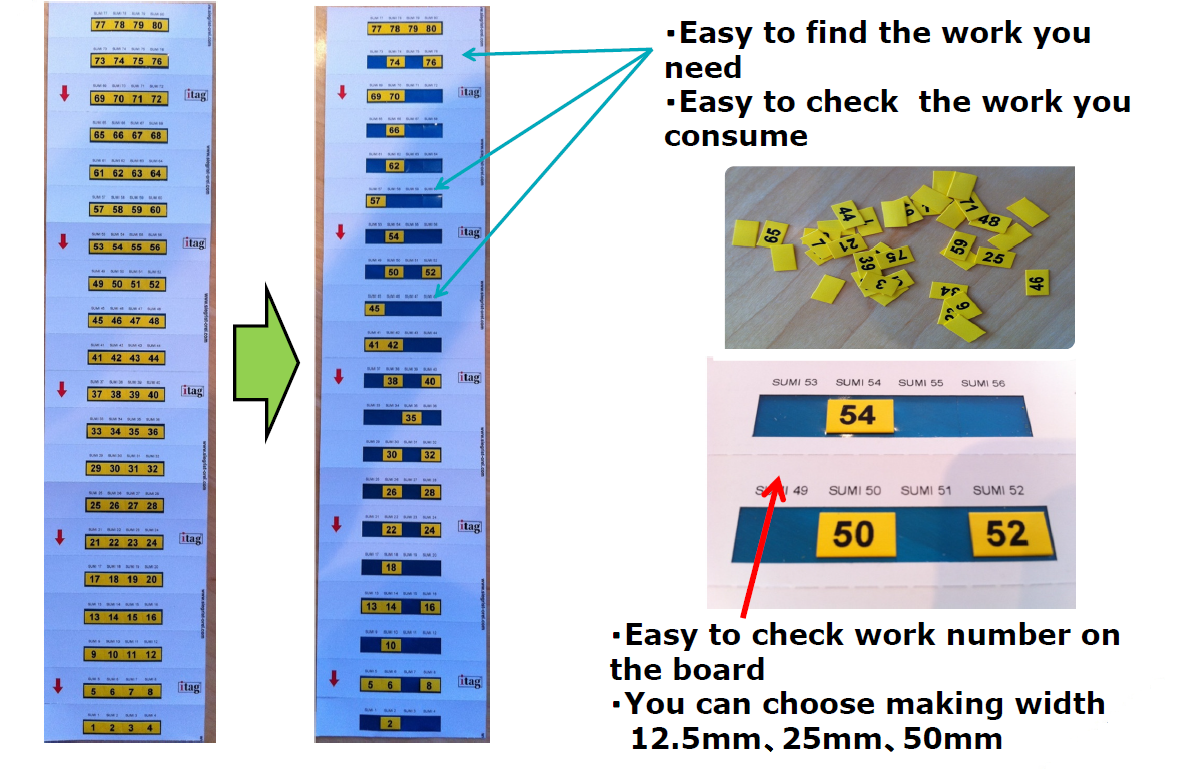 77 78 79 80
73 74 75 76
69 70 71 72
itag
65 66 67 68
61 62 63 64
57 58 59 60
53 54 55 56
itag
49 50 51 52
45 46 47 48
41 42 43 44
37 38 39 40
itag
33 34 35 36
29 30 31 32
25 26 27 28
21 22 23 24
itag
17 18 19 20
13 14 15 16
9 10 11 12
5 6 7 8
itag
1 2 3 4
77 78 79 80
74 76
69 70
itag
66
62
57
54
itag
50 52
45
41 42
38 40
itag
35
30 32
26 28
22 24
itag
18
13 14 16
10
5 6 8
itag
2
・Easy to find the work you
need
・Easy to check the work you
consume
44
65
21
39
75
71
48
59
25
34
46
SUMI 53 SUMI 54 SUMI 55 SUMI 56
54
SUMI 49 SUMI 50 SUMI 51 SUMI 52
50 52
・Easy to check work number on
the board
・You can choose making width
12.5mm、25mm、50mm